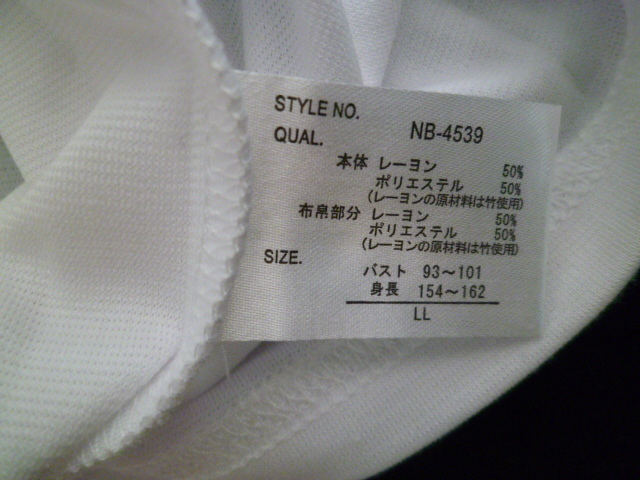 STYLE NO.
NB-4539
QUAL.
本体 レーヨン 50%
ポリエステル 50%
(レーヨンの原材料は竹使用)
布帛部分 レーヨン 50%
ポリエステル 50%
(レーヨンの原材料は竹使用)
SIZE.
バスト 93～101
身長 154～162
LL